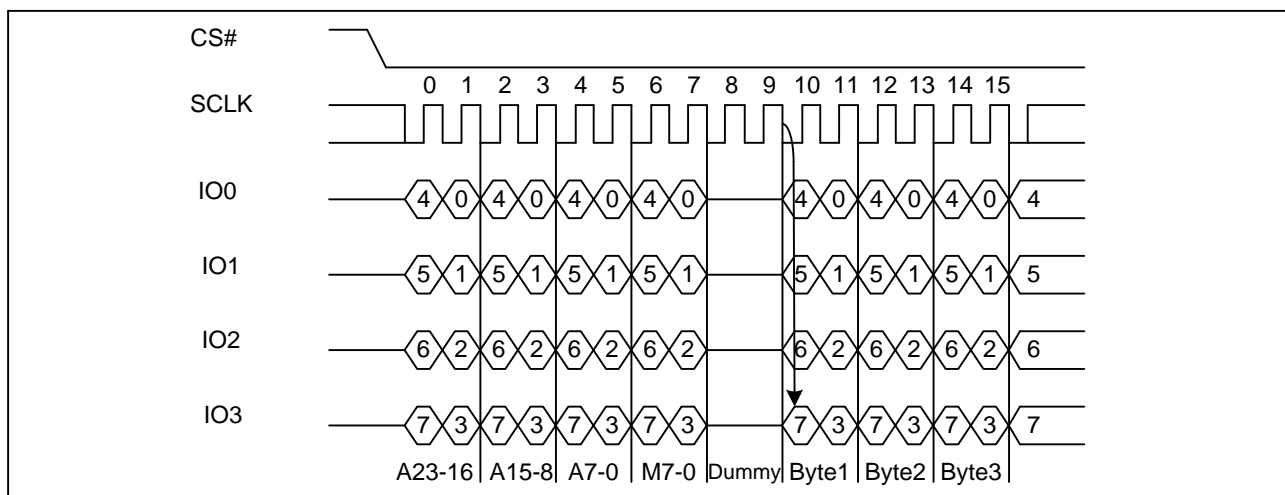 CS#
0 1 2 3 4 5 6 7 8 9 10 11 12 13 14 15
SCLK
IO0 4 0 4 0 4 0 4 0 4 0 4 0 4 0 4
IO1 5 1 5 1 5 1 5 1 5 1 5 1 5 1 5
IO2 6 2 6 2 6 2 6 2 6 2 6 2 6 2 6
IO3 7 3 7 3 7 3 7 3 7 3 7 3 7 3 7
A23-16 A15-8 A7-0 M7-0 Dummy Byte1 Byte2 Byte3